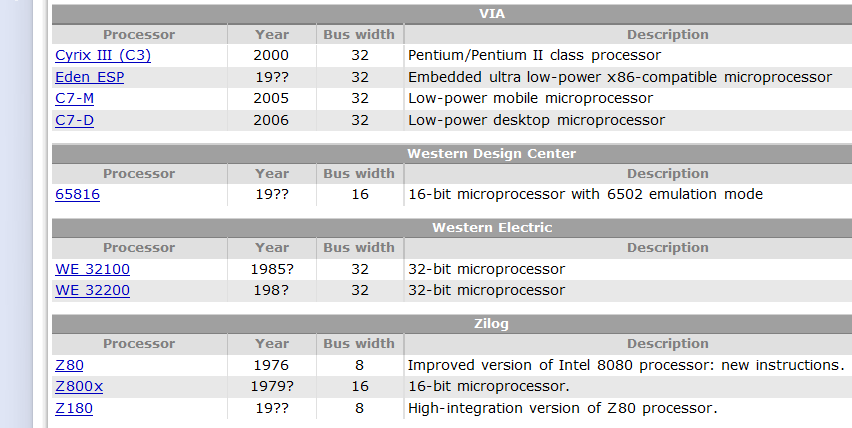 VIA
Processor Year Bus width Description
Cyrix III (C3) 2000 32 Pentium/Pentium II class processor
Eden ESP 19?? 32 Embedded ultra low-power x86-compatible microprocessor
C7-M 2005 32 Low-power mobile microprocessor
C7-D 2006 32 Low-power desktop microprocessor
Western Design Center
Processor Year Bus width Description
65816 19?? 16 16-bit microprocessor with 6502 emulation mode
Western Electric
Processor Year Bus width Description
WE 32100 1985? 32 32-bit microprocessor
WE 32200 198? 32 32-bit microprocessor
Zilog
Processor Year Bus width Description
Z80 1976 8 Improved version of Intel 8080 processor: new instructions.
Z800x 1979? 16 16-bit microprocessor.
Z180 19?? 8 High-integration version of Z80 processor.